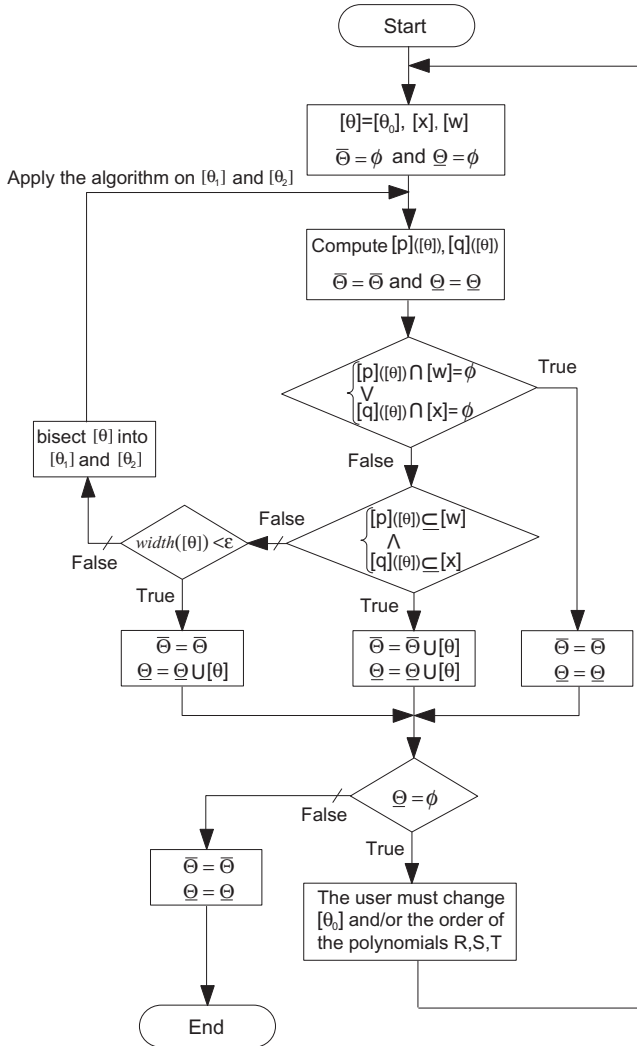 Start
[θ]=[θ₀], [x], [w]
Θ̅ = ϕ and Θ̲ = ϕ
Apply the algorithm on [θ₁] and [θ₂]
Compute [p]([θ]), [q]([θ])
Θ̅ = Θ̅ and Θ̲ = Θ̲
[p]([θ]) ⋂ [w]= ϕ
V
[q]([θ]) ⋂ [x]= ϕ
True
False
bisect [θ] into
[θ₁] and [θ₂]
[p]([θ])⊆[w]
Λ
[q]([θ])⊆[x]
False
width([θ]) <ε
False
True
True
Θ̅ = Θ̅
Θ̲ = Θ̲ U[θ]
Θ̅ = Θ̅ U[θ]
Θ̲ = Θ̲ U[θ]
Θ̅ = Θ̅
Θ̲ = Θ̲
Θ̲ = ϕ
False
True
Θ̅ = Θ̅
Θ̲ = Θ̲
The user must change
[θ₀] and/or the order of
the polynomials R,S,T
End